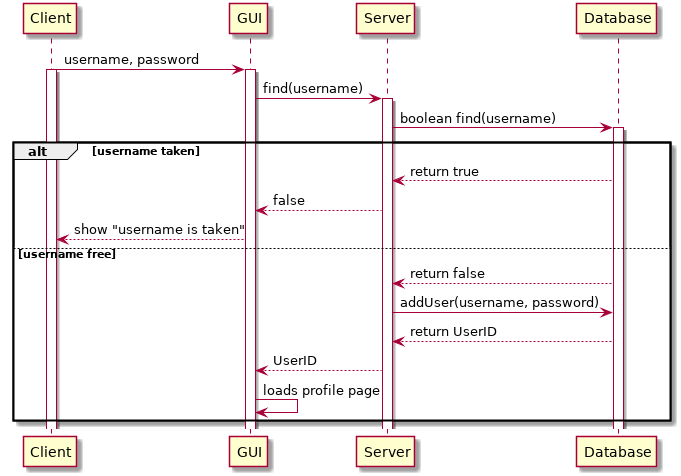 Client GUI Server Database
username, password
find(username)
boolean find(username)
alt [username taken]
return true
false
show "username is taken"
[username free]
return false
addUser(username, password)
return UserID
UserID
loads profile page
Client GUI Server Database